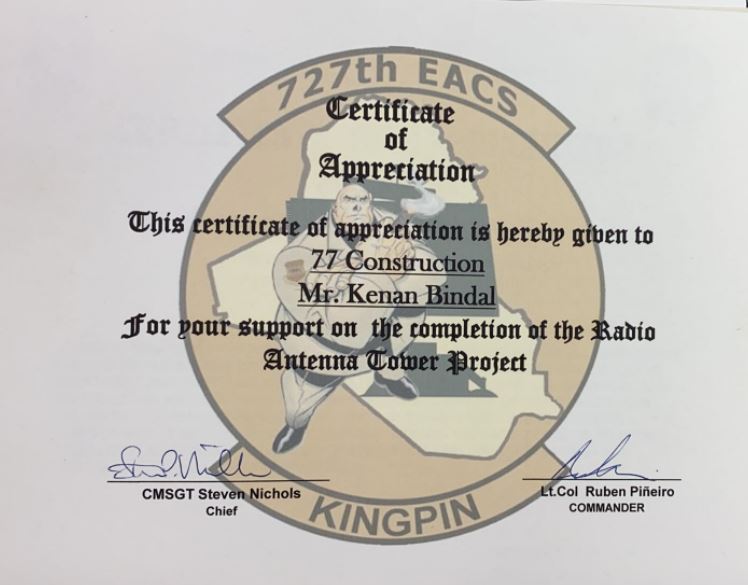 727th EACS
Certificate
of
Appreciation
This certificate of appreciation is hereby given to
77 Construction
Mr. Kenan Bindal
For your support on the completion of the Radio
Antenna Tower Project
CMSGT Steven Nichols
Chief
Lt.Col Ruben Piñeiro
COMMANDER
KINGPIN